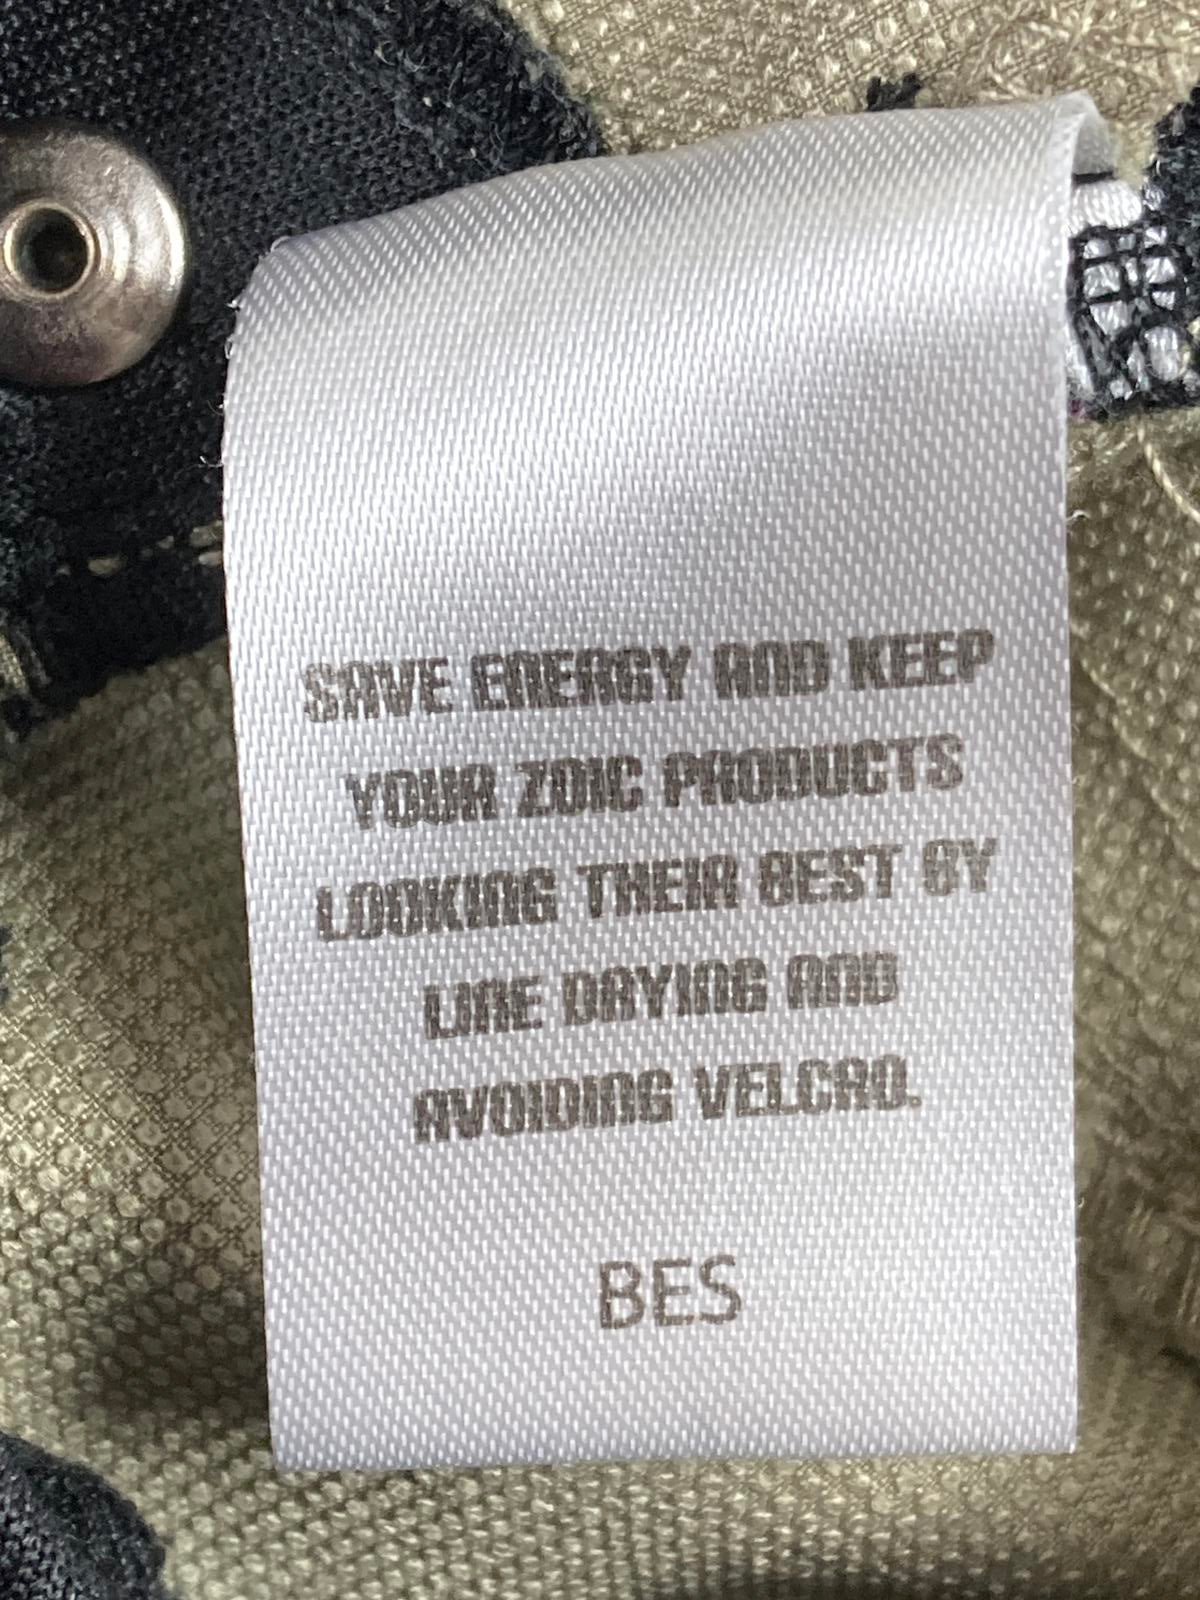 SAVE ENERGY AND KEEP
YOUR ZOIC PRODUCTS
LOOKING THEIR BEST BY
LINE DRYING AND
AVOIDING VELCRO.
BES